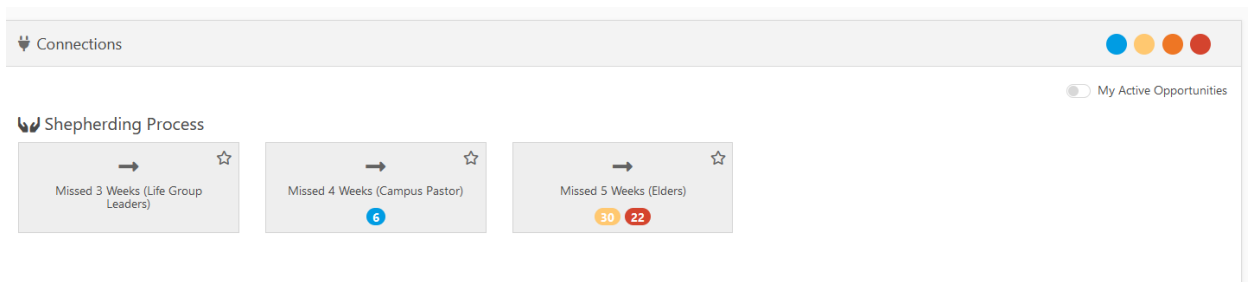 Connections
My Active Opportunities
Shepherding Process
Missed 3 Weeks (Life Group
Leaders)
Missed 4 Weeks (Campus Pastor)
6
Missed 5 Weeks (Elders)
30 22